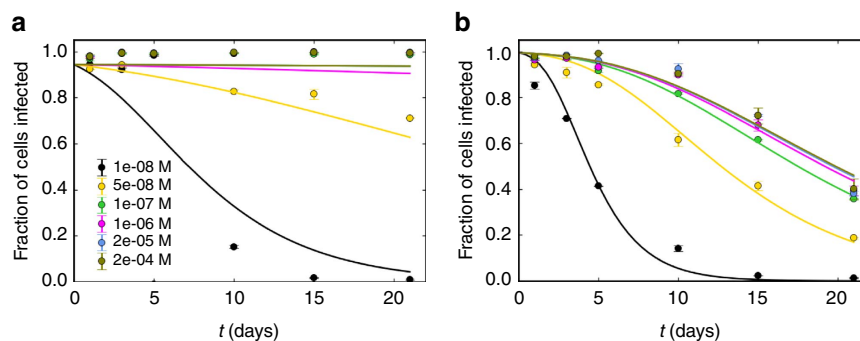 a
b
Fraction of cells infected
1.0
0.8
0.6
0.4
0.2
0.0
1e-08 M
5e-08 M
1e-07 M
1e-06 M
2e-05 M
2e-04 M
0 5 10 15 20
t (days)
Fraction of cells infected
1.0
0.8
0.6
0.4
0.2
0.0
0 5 10 15 20
t (days)